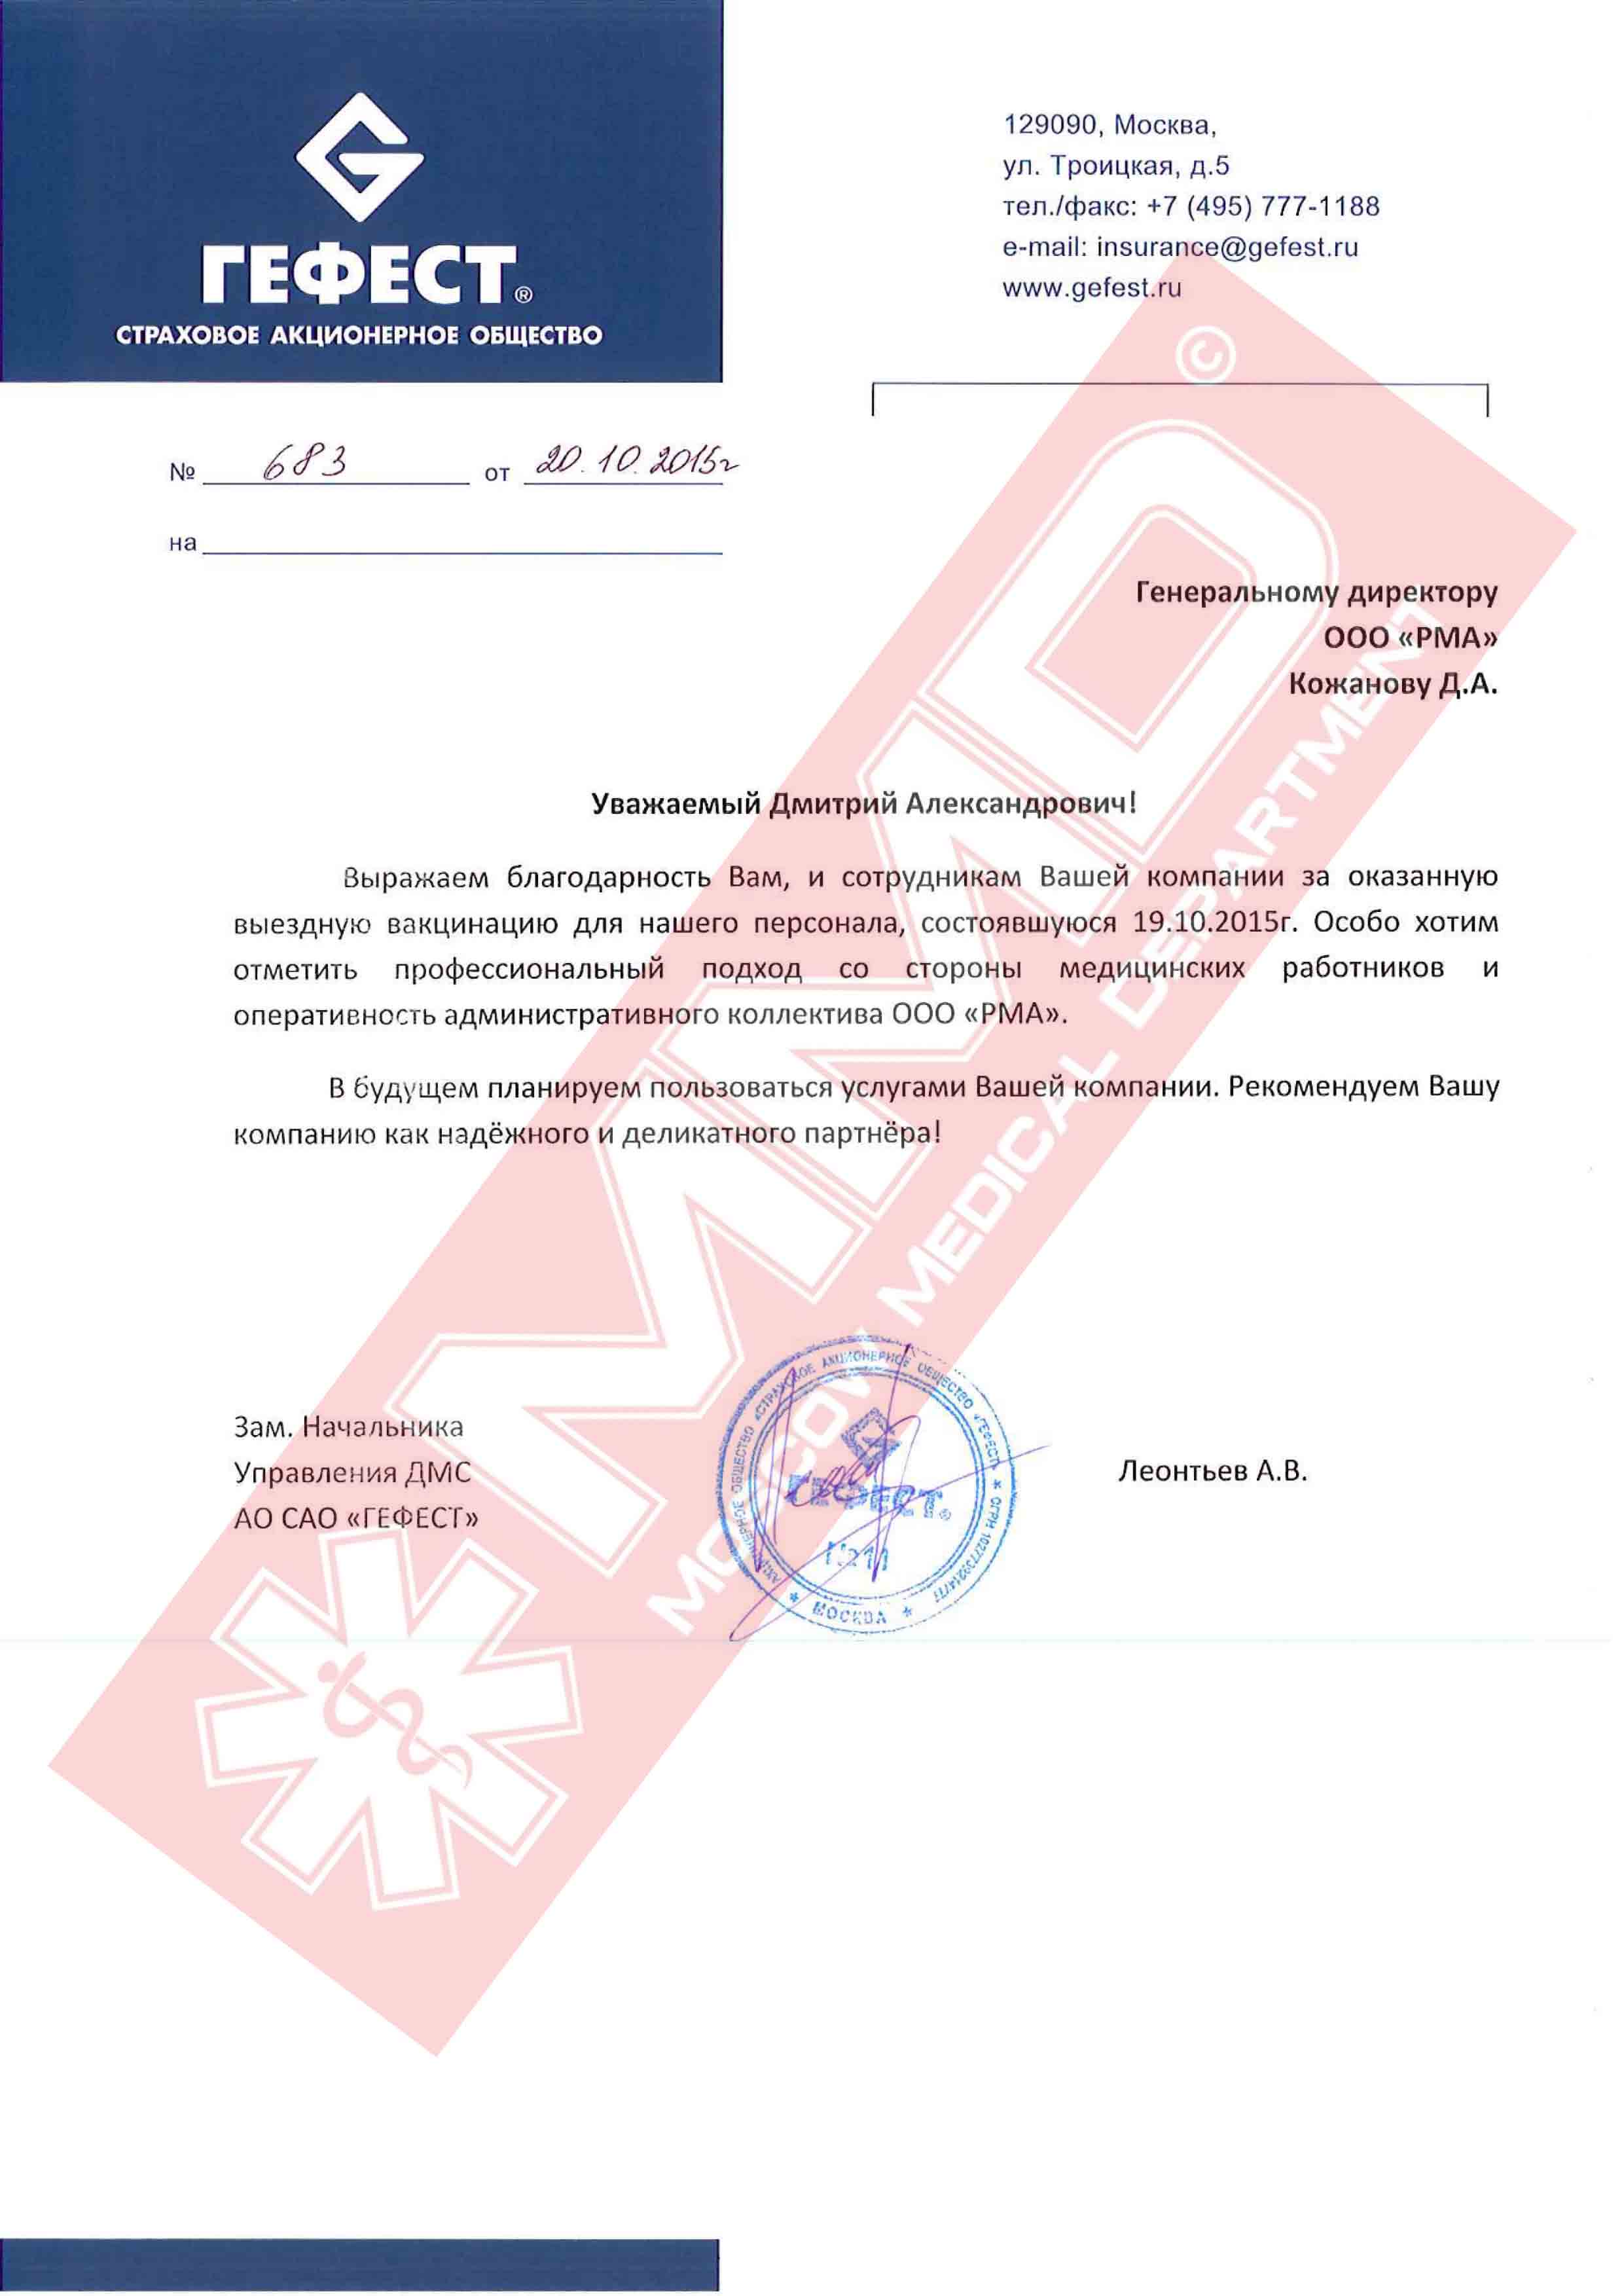 ГЕФЕСТ®
СТРАХОВОЕ АКЦИОНЕРНОЕ ОБЩЕСТВО
129090, Москва,
ул. Троицкая, д.5
тел./факс: +7 (495) 777-1188
e-mail: insurance@gefest.ru
www.gefest.ru
№ 683 от 20.10.2015г
на
Генеральному директору
ООО «РМА»
Кожанову Д.А.
Уважаемый Дмитрий Александрович!
Выражаем благодарность Вам, и сотрудникам Вашей компании за оказанную
выездную вакцинацию для нашего персонала, состоявшуюся 19.10.2015г. Особо хотим
отметить профессиональный подход со стороны медицинских работников и
оперативность административного коллектива ООО «РМА».
В будущем планируем пользоваться услугами Вашей компании. Рекомендуем Вашу
компанию как надёжного и деликатного партнёра!
Зам. Начальника
Управления ДМС
АО САО «ГЕФЕСТ»
Леонтьев А.В.
АКЦИОНЕРНОЕ ОБЩЕСТВО «СТРАХОВОЕ АКЦИОНЕРНОЕ ОБЩЕСТВО «ГЕФЕСТ»
ГЕФЕСТ®
МОСКВА
MMD ©
MOSCOW MEDICAL DEPARTMENT